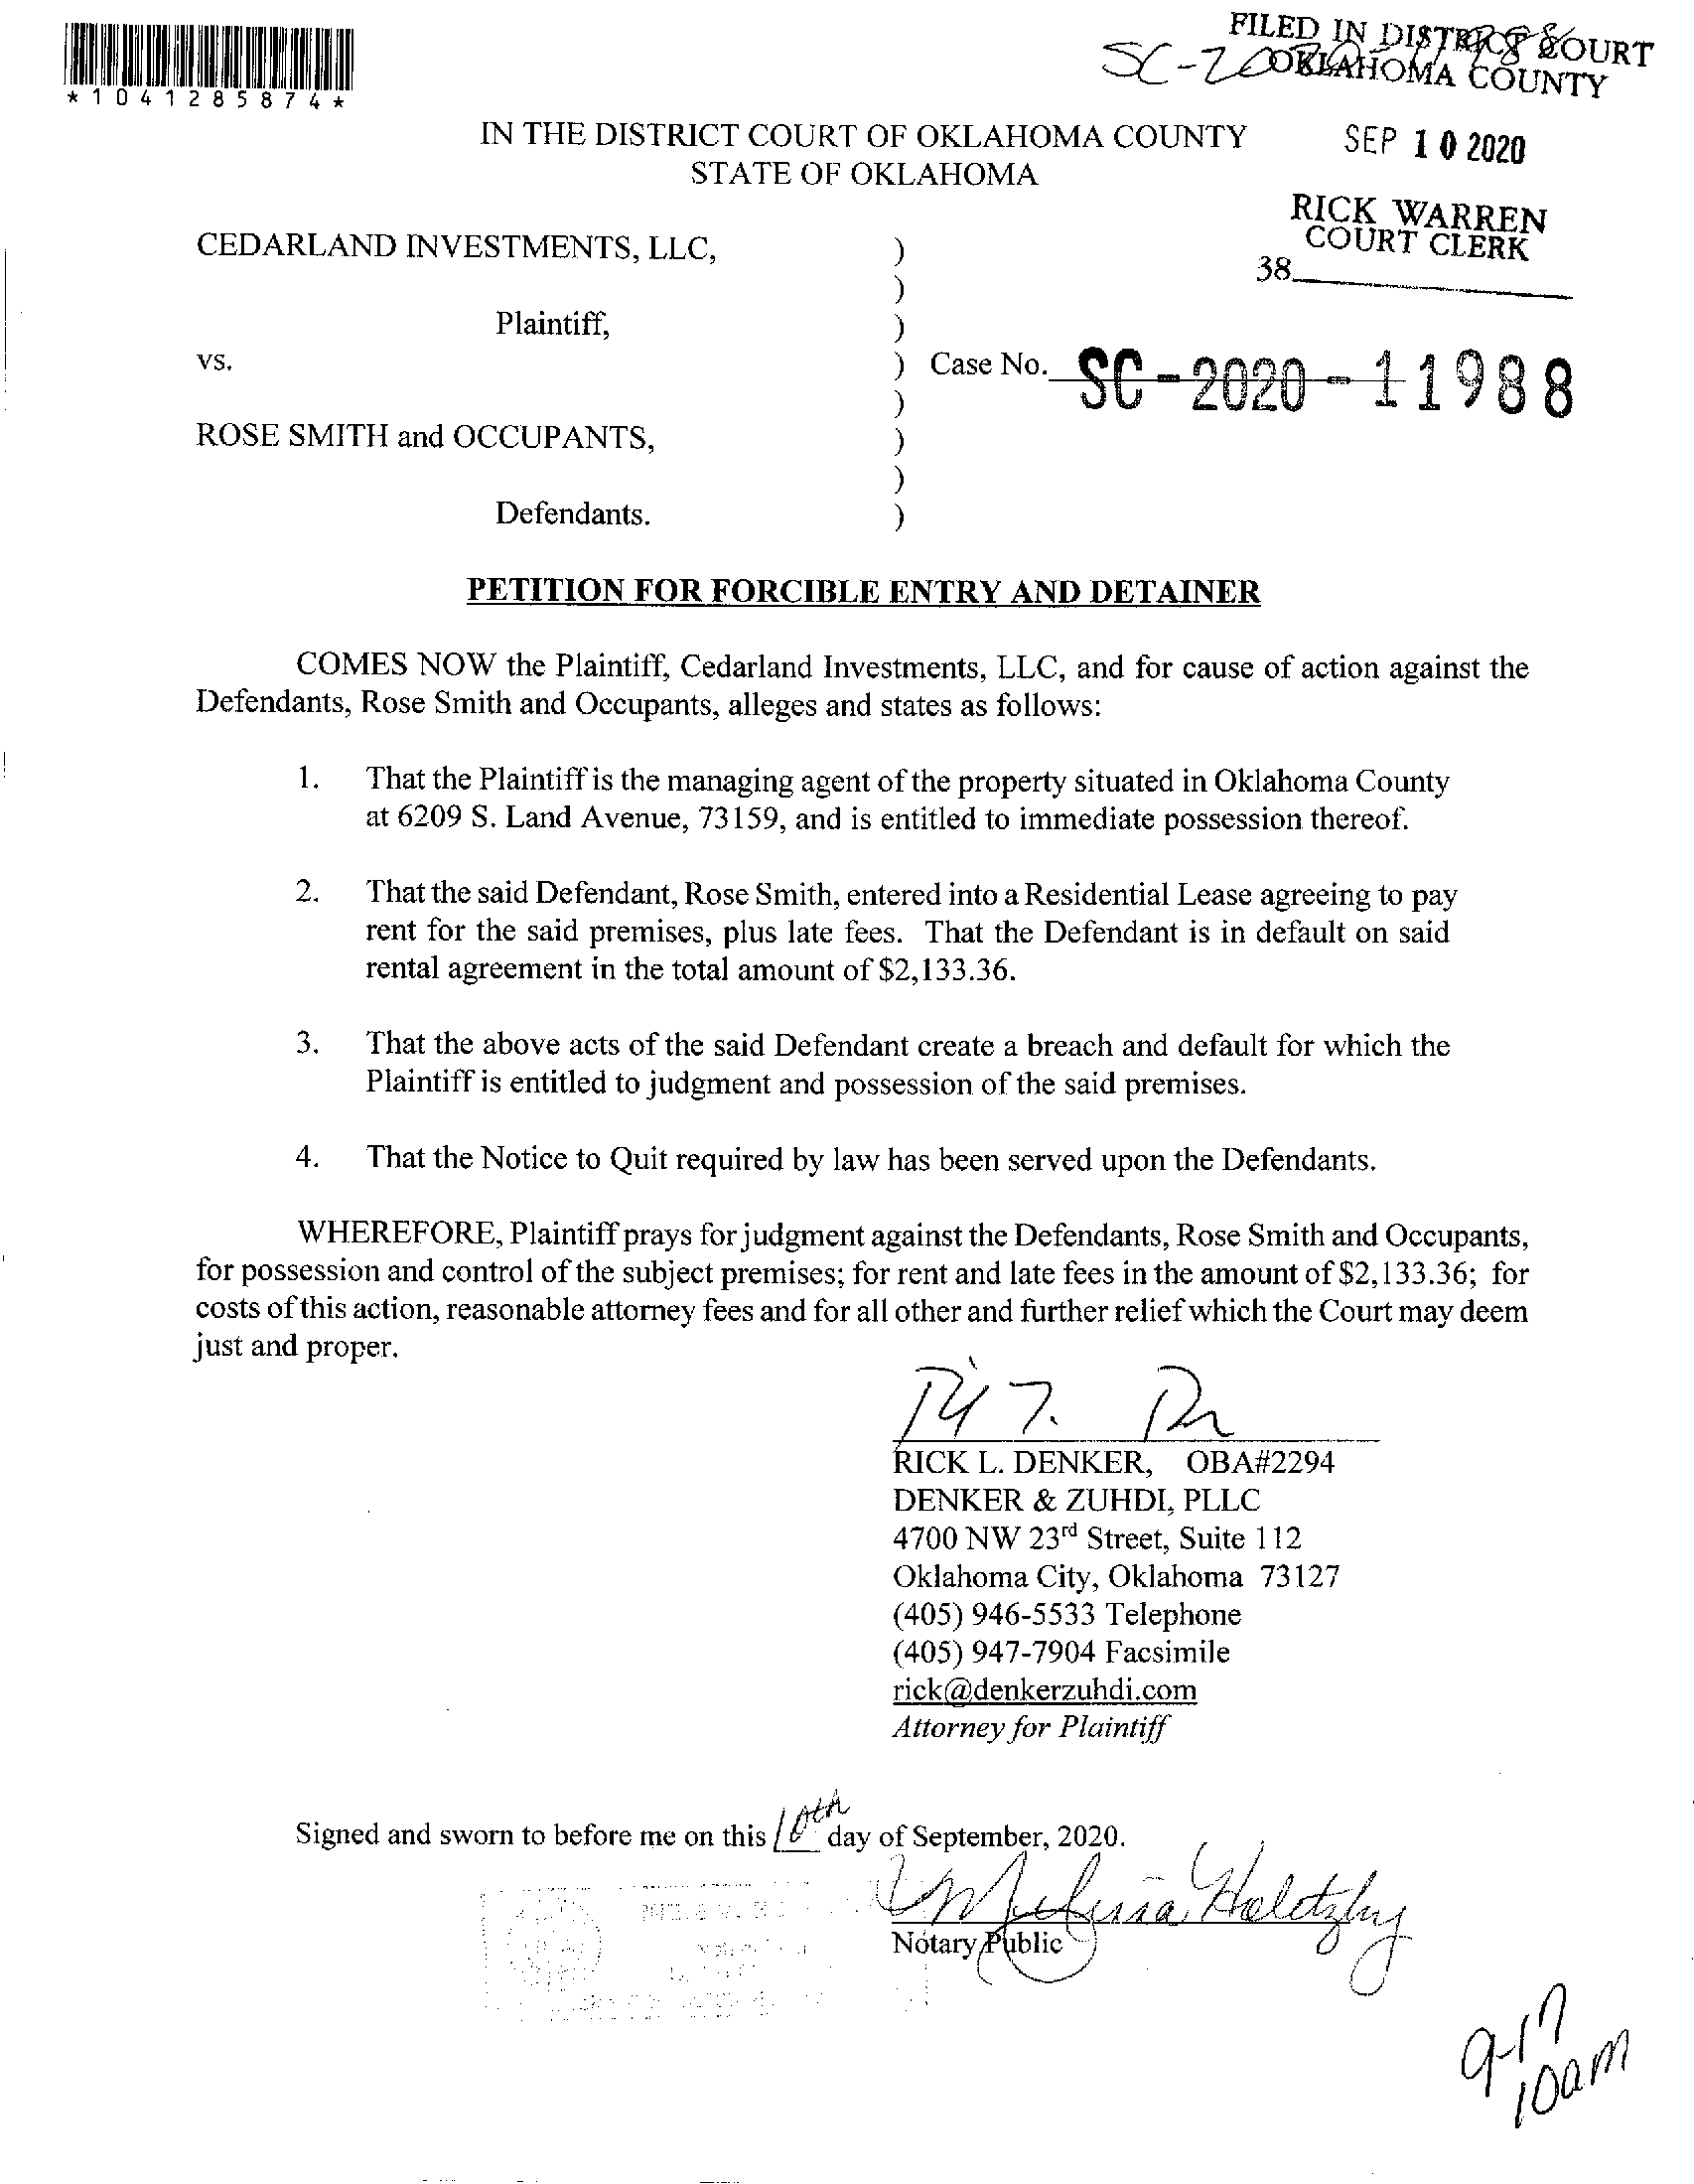 FILED IN DISTRICT COURT
OKLAHOMA COUNTY
*1041285874*
IN THE DISTRICT COURT OF OKLAHOMA COUNTY
STATE OF OKLAHOMA
SEP 10 2020
RICK WARREN
COURT CLERK
38
CEDARLAND INVESTMENTS, LLC, )
)
Plaintiff, )
vs. ) Case No. SC-2020-11988
)
ROSE SMITH and OCCUPANTS, )
)
Defendants. )
PETITION FOR FORCIBLE ENTRY AND DETAINER
COMES NOW the Plaintiff, Cedarland Investments, LLC, and for cause of action against the
Defendants, Rose Smith and Occupants, alleges and states as follows:
1. That the Plaintiff is the managing agent of the property situated in Oklahoma County
at 6209 S. Land Avenue, 73159, and is entitled to immediate possession thereof.
2. That the said Defendant, Rose Smith, entered into a Residential Lease agreeing to pay
rent for the said premises, plus late fees. That the Defendant is in default on said
rental agreement in the total amount of $2,133.36.
3. That the above acts of the said Defendant create a breach and default for which the
Plaintiff is entitled to judgment and possession of the said premises.
4. That the Notice to Quit required by law has been served upon the Defendants.
WHEREFORE, Plaintiff prays for judgment against the Defendants, Rose Smith and Occupants,
for possession and control of the subject premises; for rent and late fees in the amount of $2,133.36; for
costs of this action, reasonable attorney fees and for all other and further relief which the Court may deem
just and proper.
RICK L. DENKER, OBA#2294
DENKER & ZUHDI, PLLC
4700 NW 23rd Street, Suite 112
Oklahoma City, Oklahoma 73127
(405) 946-5533 Telephone
(405) 947-7904 Facsimile
rick@denkerzuhdi.com
Attorney for Plaintiff
Signed and sworn to before me on this 10th day of September, 2020.
Notary Public
9-17
10am